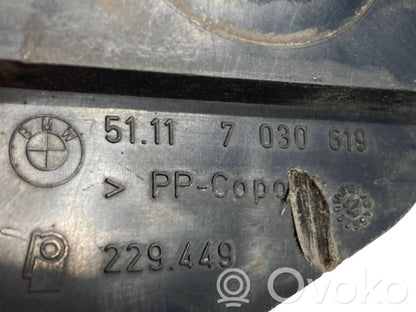 BMW
51.11 7 030 619
> PP-Copo
229.449
OVOKO